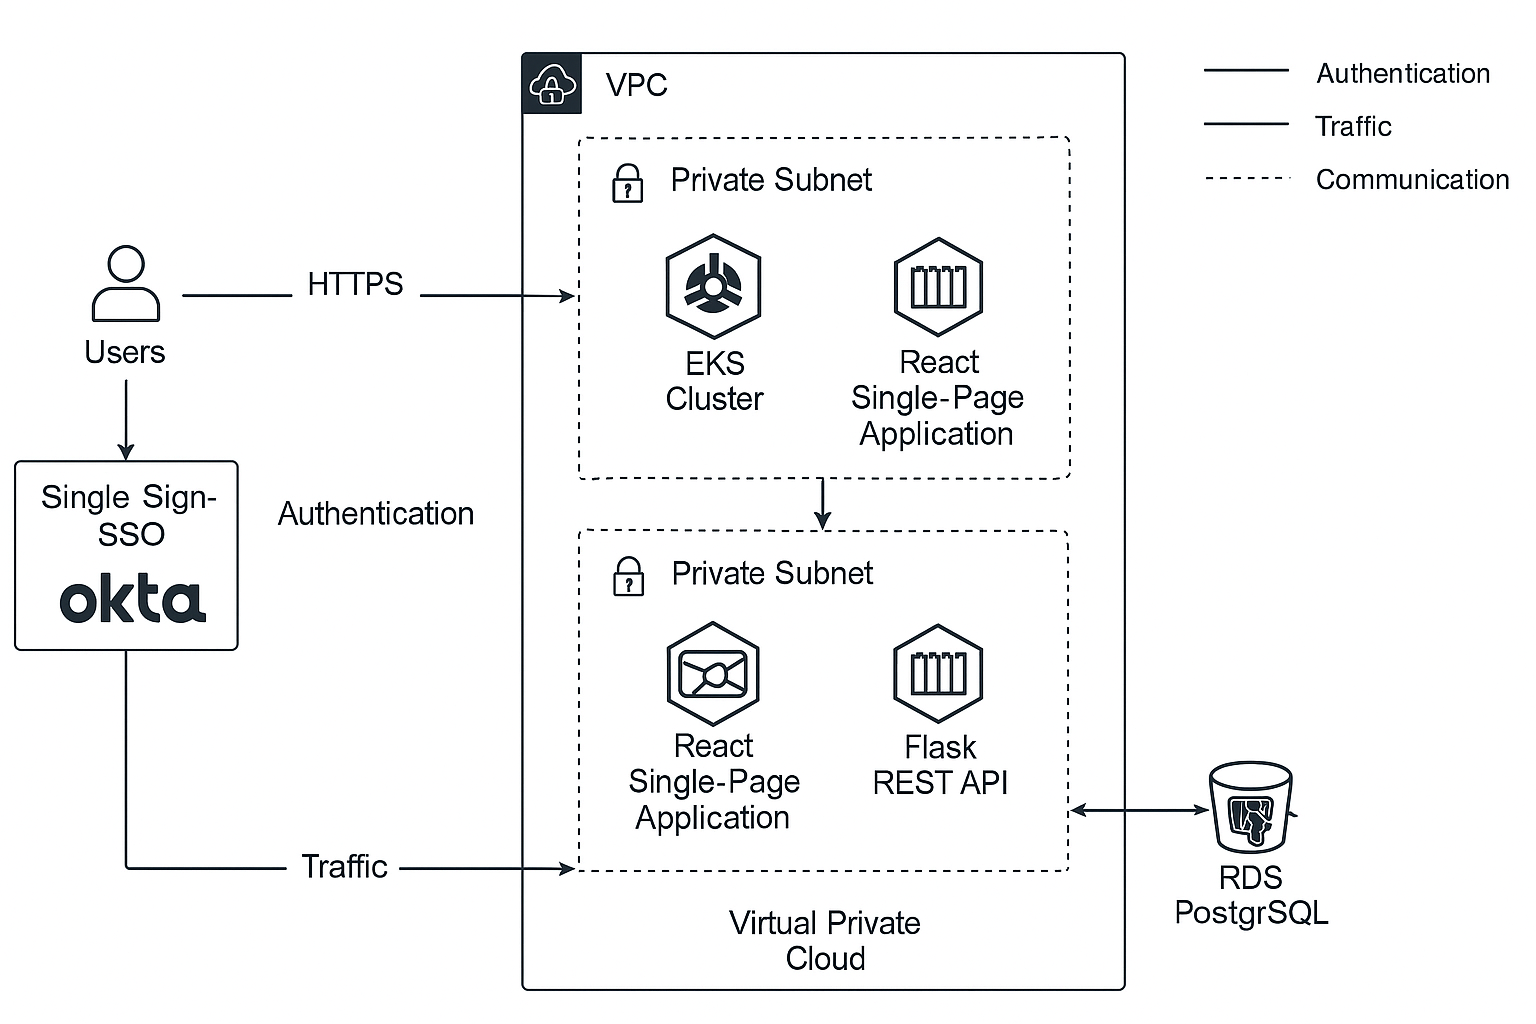 VPC
Authentication
Traffic
Communication
Private Subnet
?
HTTPS
Users
EKS
Cluster
React
Single-Page
Application
Single Sign-
SSO
okta
Authentication
Private Subnet
?
React
Single-Page
Application
Flask
REST API
Traffic
RDS
PostgrSQL
Virtual Private
Cloud